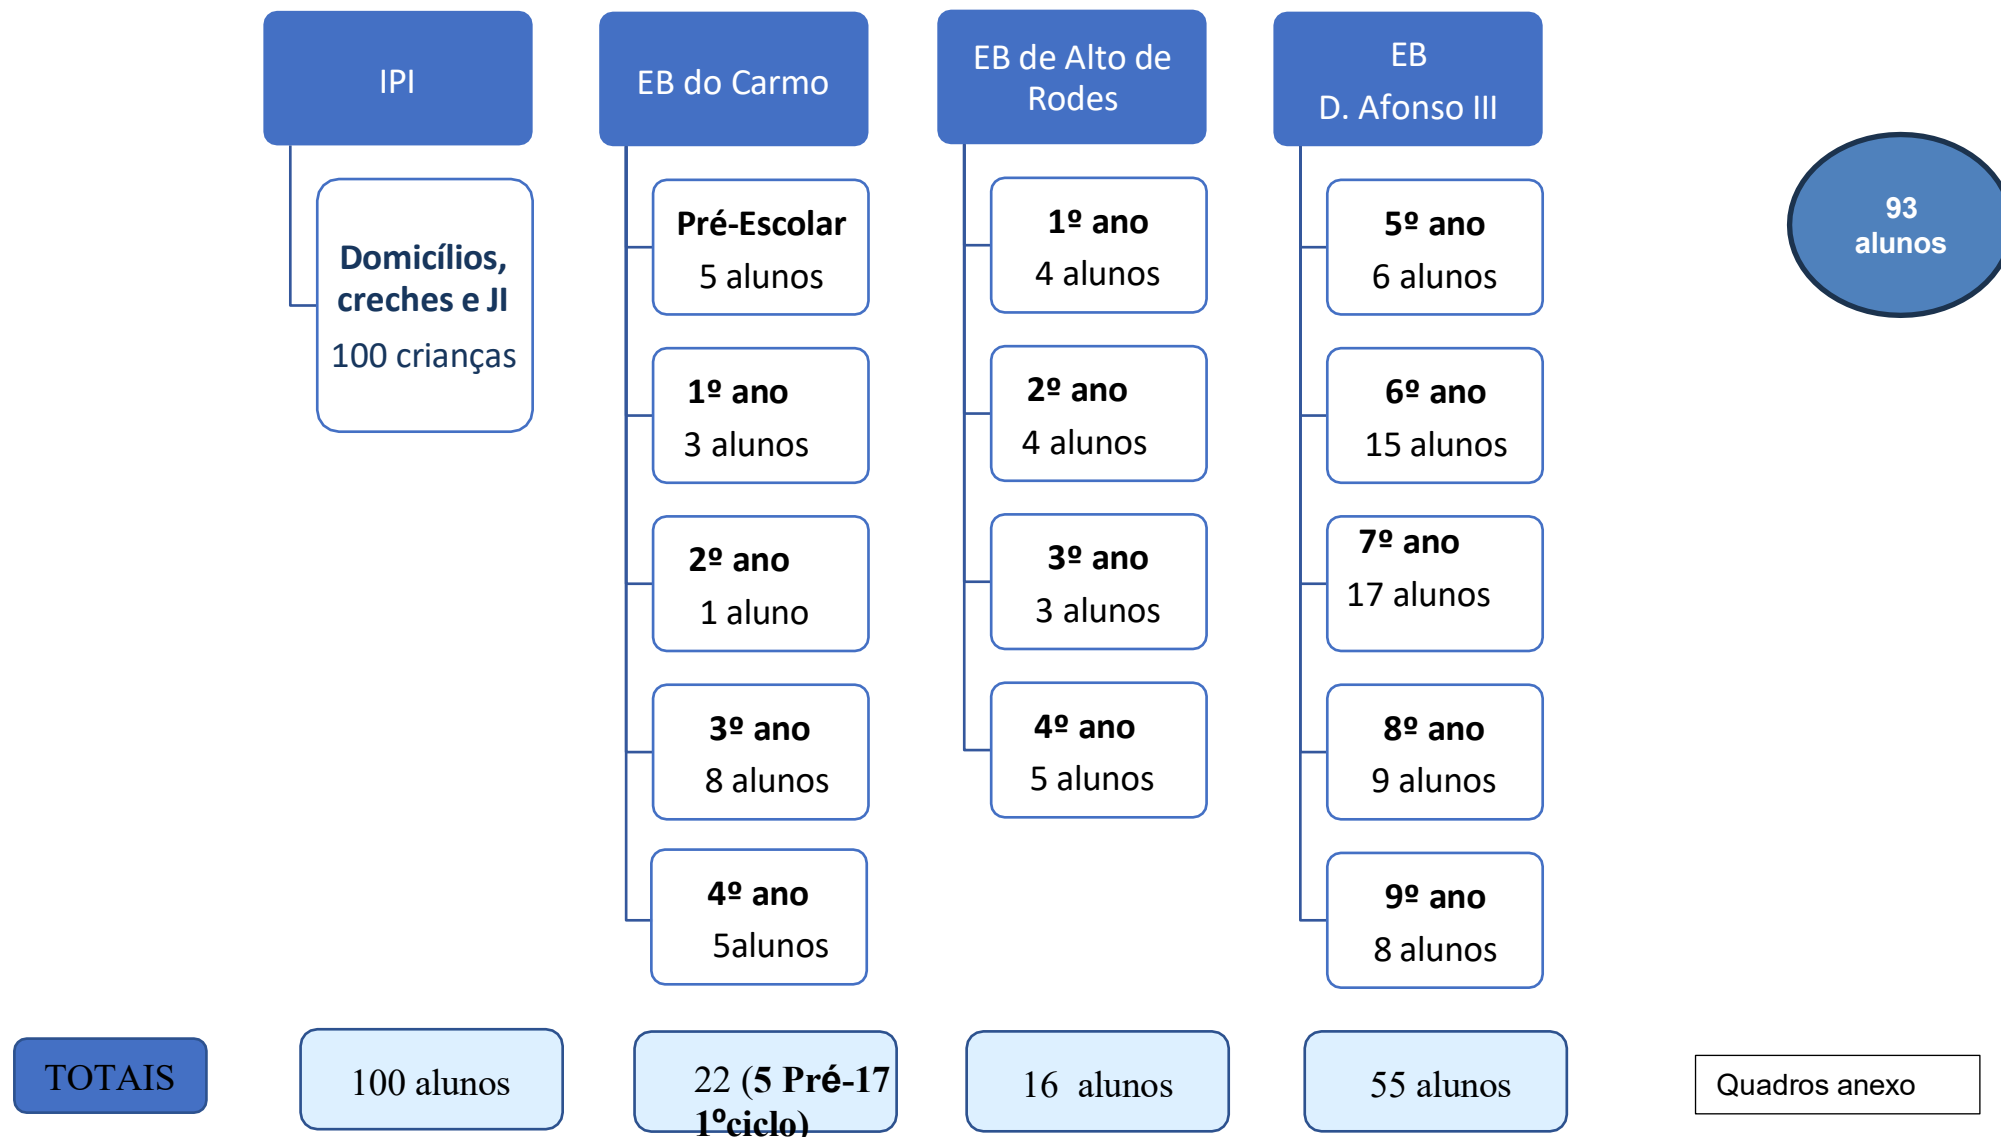 IPI
Domicílios,
creches e JI
100 crianças
EB do Carmo
Pré-Escolar
5 alunos
1º ano
3 alunos
2º ano
1 aluno
3º ano
8 alunos
4º ano
5alunos
EB de Alto de
Rodes
1º ano
4 alunos
2º ano
4 alunos
3º ano
3 alunos
4º ano
5 alunos
EB
D. Afonso III
5º ano
6 alunos
6º ano
15 alunos
7º ano
17 alunos
8º ano
9 alunos
9º ano
8 alunos
93
alunos
TOTAIS
100 alunos
22 (5 Pré-17
1ºciclo)
16 alunos
55 alunos
Quadros anexo